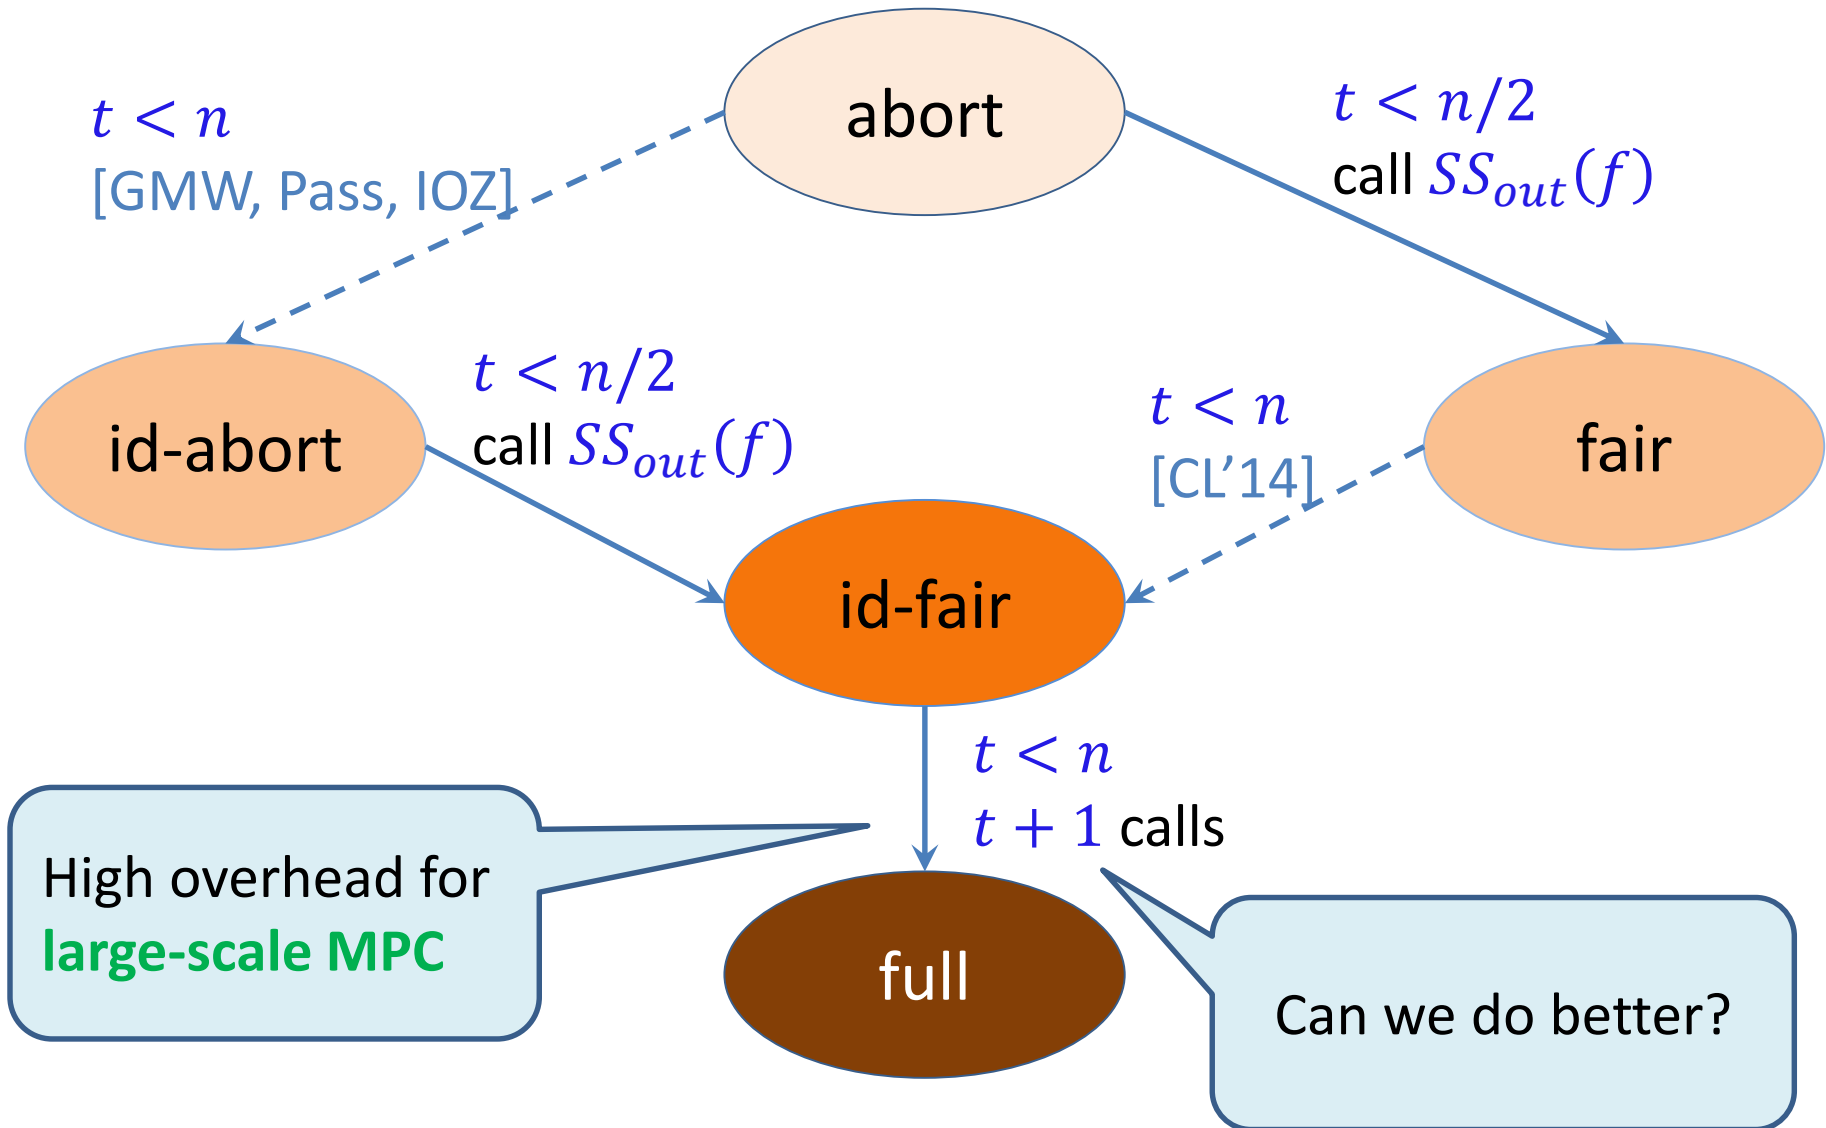 abort
t < n
[GMW, Pass, IOZ]
t < n/2
call SS_out(f)
id-abort
t < n/2
call SS_out(f)
t < n
[CL’14]
fair
id-fair
t < n
t + 1 calls
High overhead for
large-scale MPC
full
Can we do better?